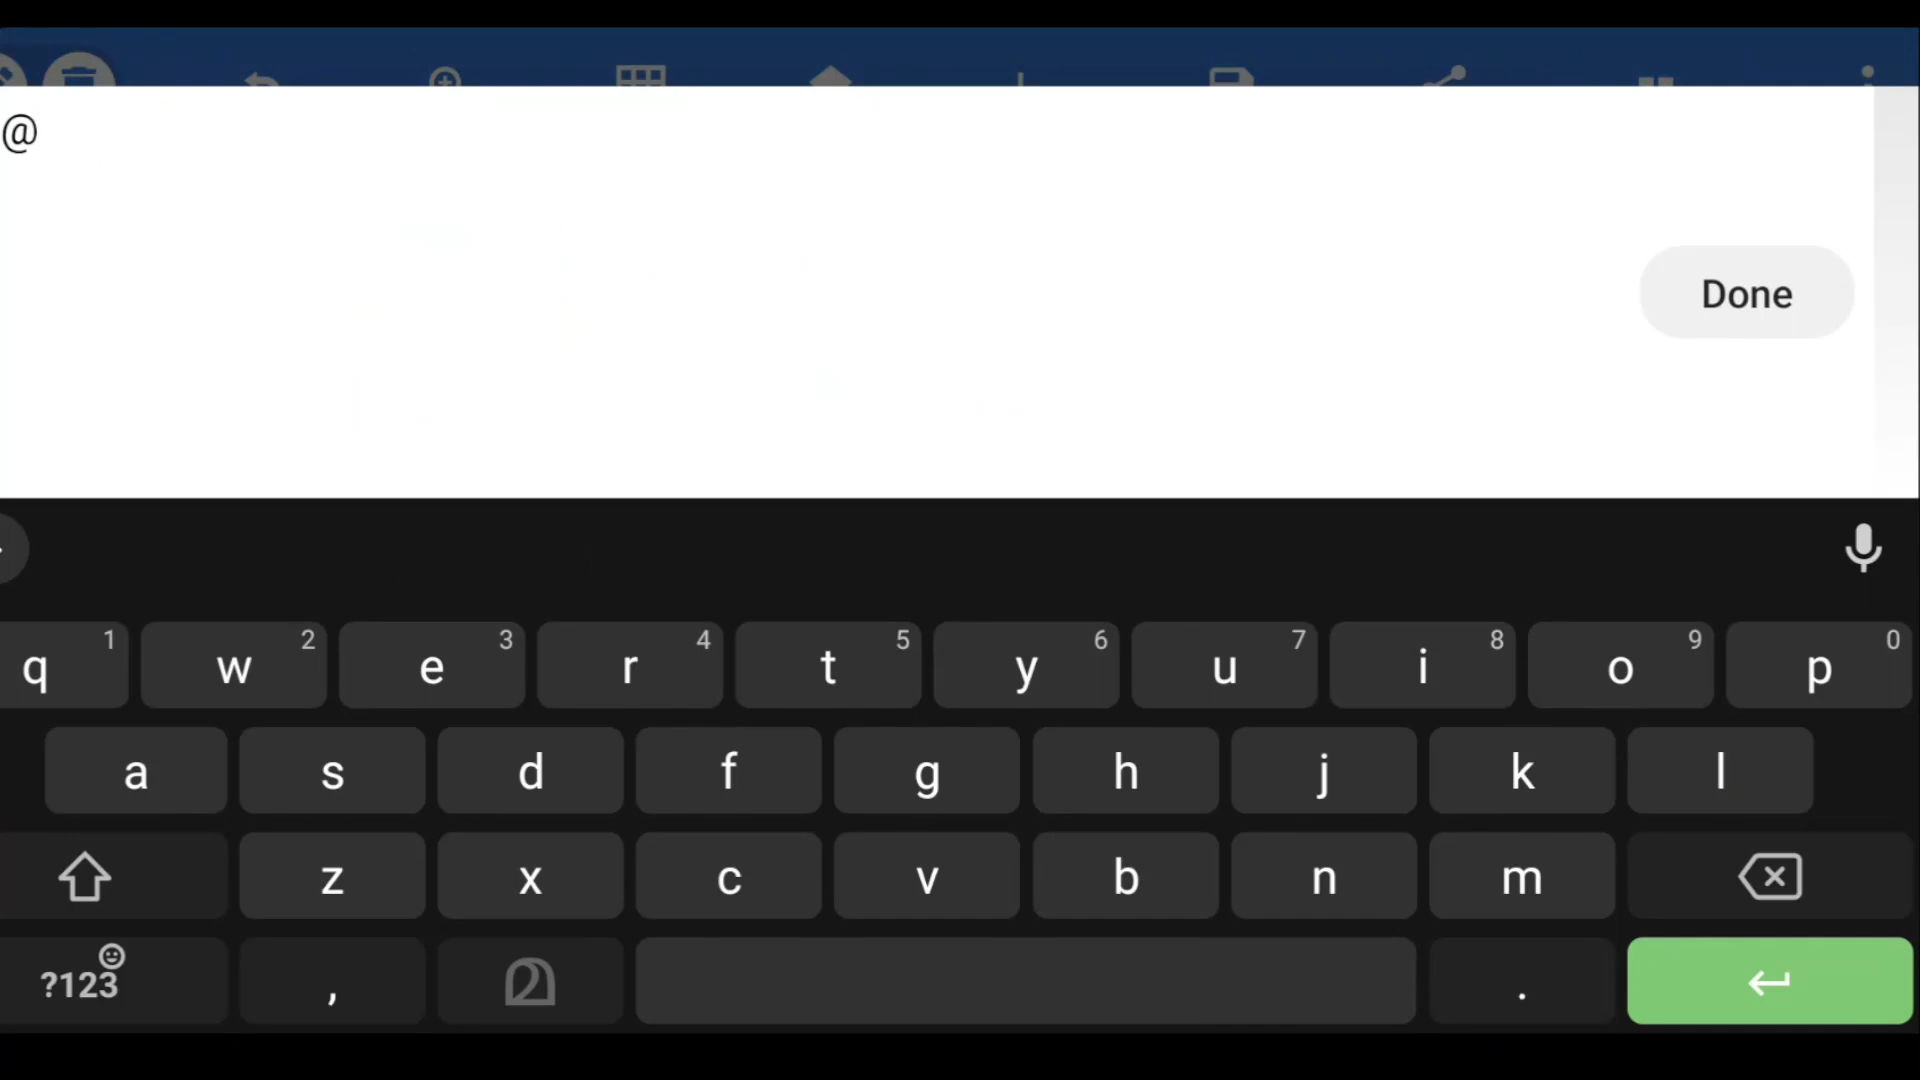 @
Done
q 1 w 2 e 3 r 4 t 5 y 6 u 7 i 8 o 9 p 0
a s d f g h j k l
z x c v b n m
?123 , മ .